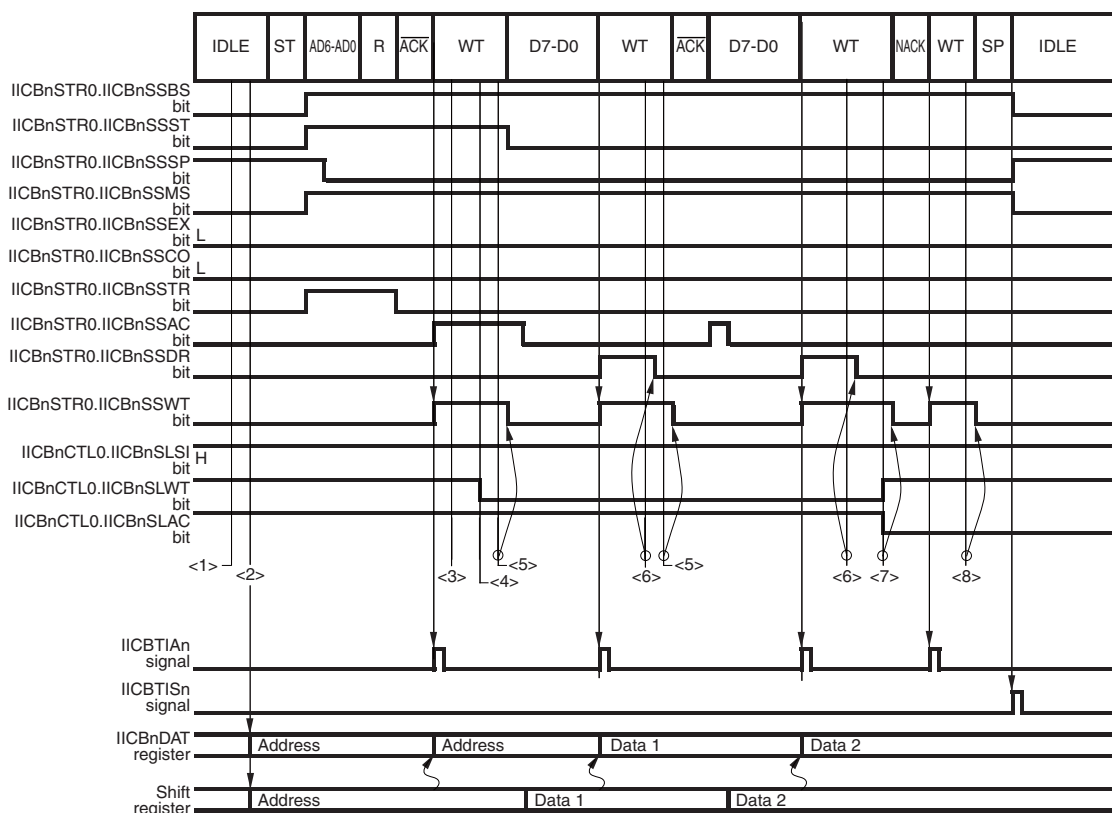 IDLE ST AD6-AD0 R ACK WT D7-D0 WT ACK D7-D0 WT NACK WT SP IDLE
IICBnSTR0.IICBnSSBS
bit
IICBnSTR0.IICBnSSST
bit
IICBnSTR0.IICBnSSSP
bit
IICBnSTR0.IICBnSSMS
bit
IICBnSTR0.IICBnSSEX
bit L
IICBnSTR0.IICBnSSCO
bit L
IICBnSTR0.IICBnSSTR
bit
IICBnSTR0.IICBnSSAC
bit
IICBnSTR0.IICBnSSDR
bit
IICBnSTR0.IICBnSSWT
bit
IICBnCTL0.IICBnSLSI
bit H
IICBnCTL0.IICBnSLWT
bit
IICBnCTL0.IICBnSLAC
bit
<1> <2> <3> <4> <5> <6> <5> <6> <7> <8>
IICBTIAn
signal
IICBTISn
signal
IICBnDAT
register
Address Address Data 1 Data 2
Shift
register
Address Data 1 Data 2